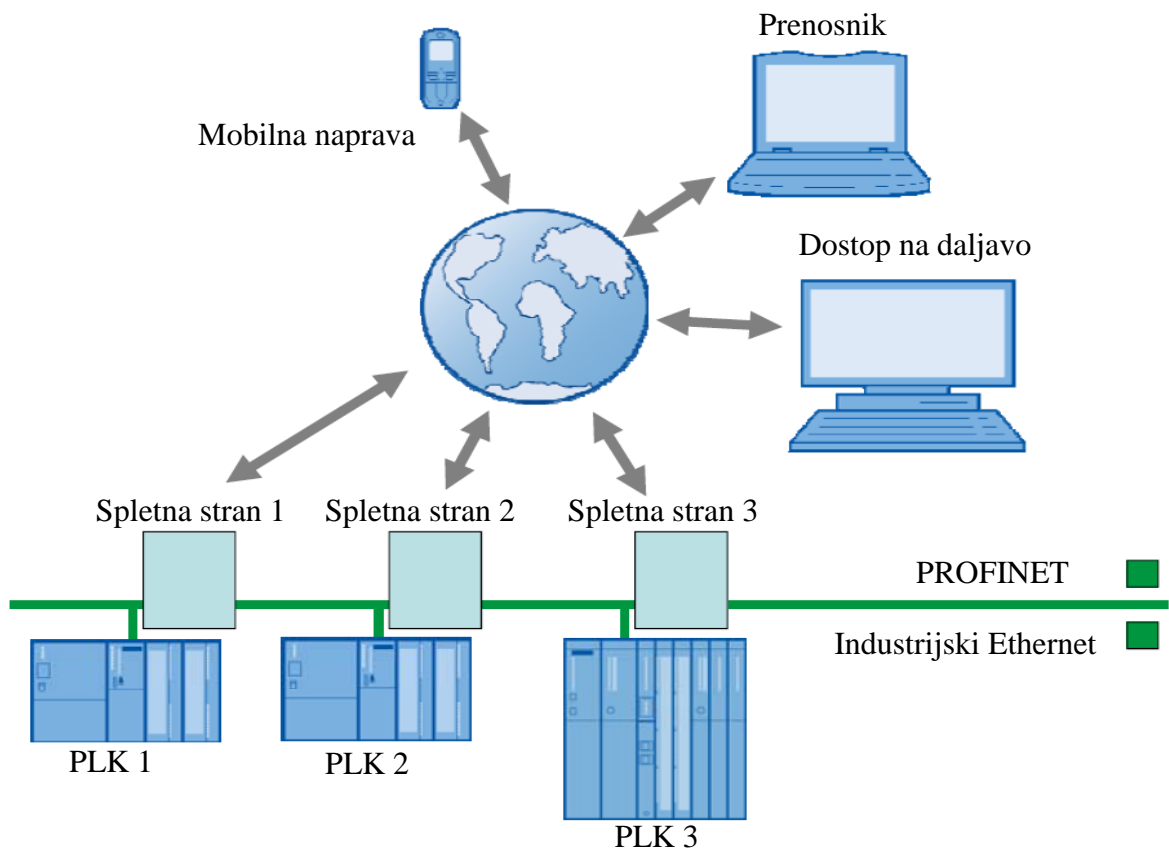 Prenosnik
Mobilna naprava
Dostop na daljavo
Spletna stran 1
Spletna stran 2
Spletna stran 3
PROFINET
Industrijski Ethernet
PLK 1
PLK 2
PLK 3